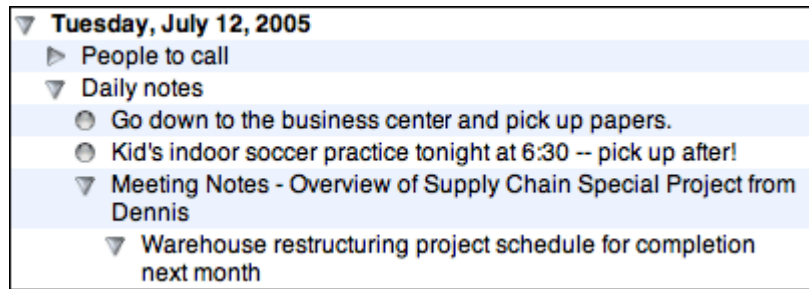 Tuesday, July 12, 2005
People to call
Daily notes
Go down to the business center and pick up papers.
Kid's indoor soccer practice tonight at 6:30 -- pick up after!
Meeting Notes - Overview of Supply Chain Special Project from
Dennis
Warehouse restructuring project schedule for completion
next month